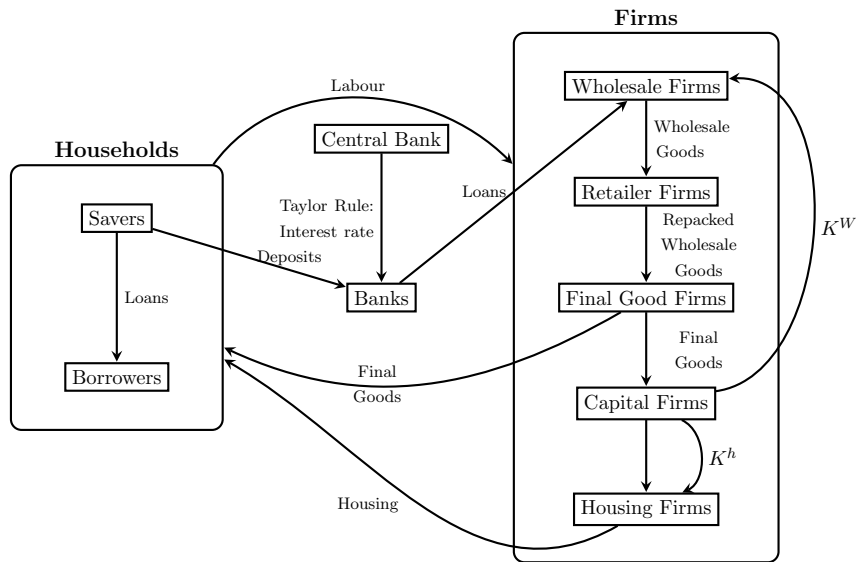 Firms
Labour
Wholesale Firms
Central Bank
Wholesale
Goods
Households
Savers
Taylor Rule:
Interest rate
Loans
Retailer Firms
Repacked
Wholesale
Goods
K^W
Deposits
Loans
Banks
Final Good Firms
Final
Goods
Borrowers
Final
Goods
Capital Firms
K^h
Housing
Housing Firms